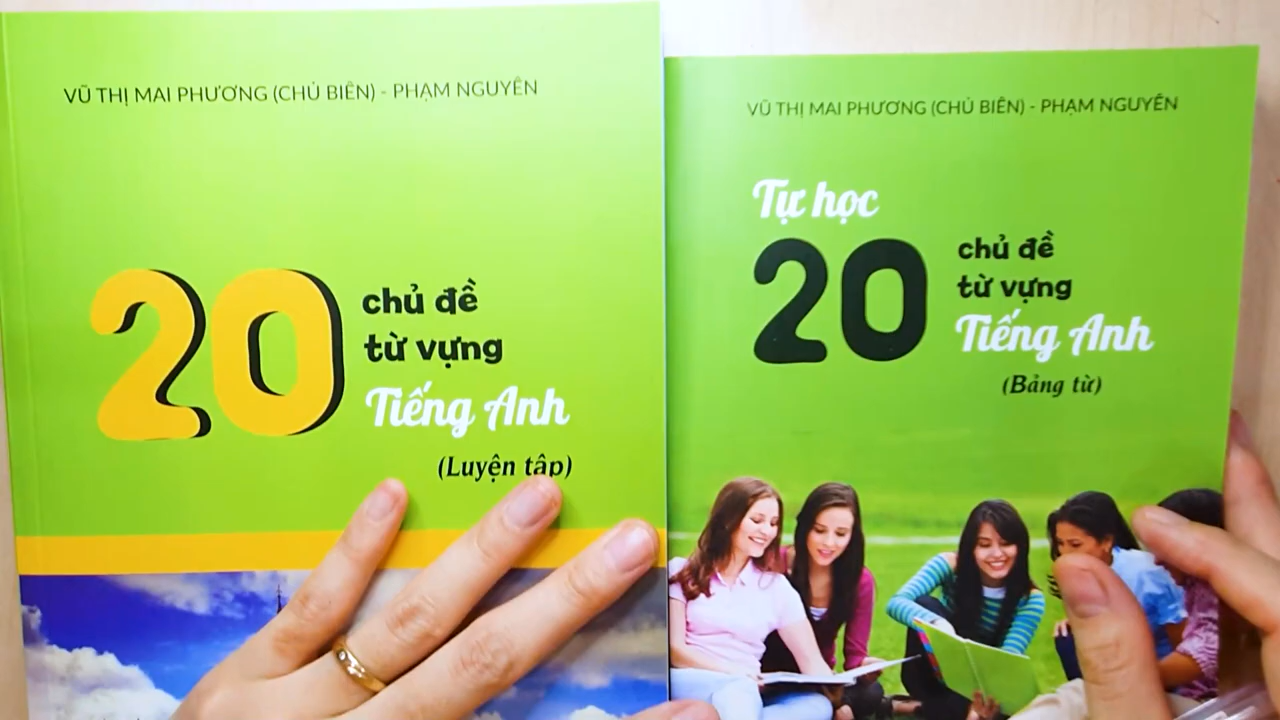 VŨ THỊ MAI PHƯƠNG (CHỦ BIÊN) - PHẠM NGUYÊN
20
chủ đề
từ vựng
Tiếng Anh
(Luyện tập)
VŨ THỊ MAI PHƯƠNG (CHỦ BIÊN) - PHẠM NGUYÊN
Tự học
20
chủ đề
từ vựng
Tiếng Anh
(Bảng từ)